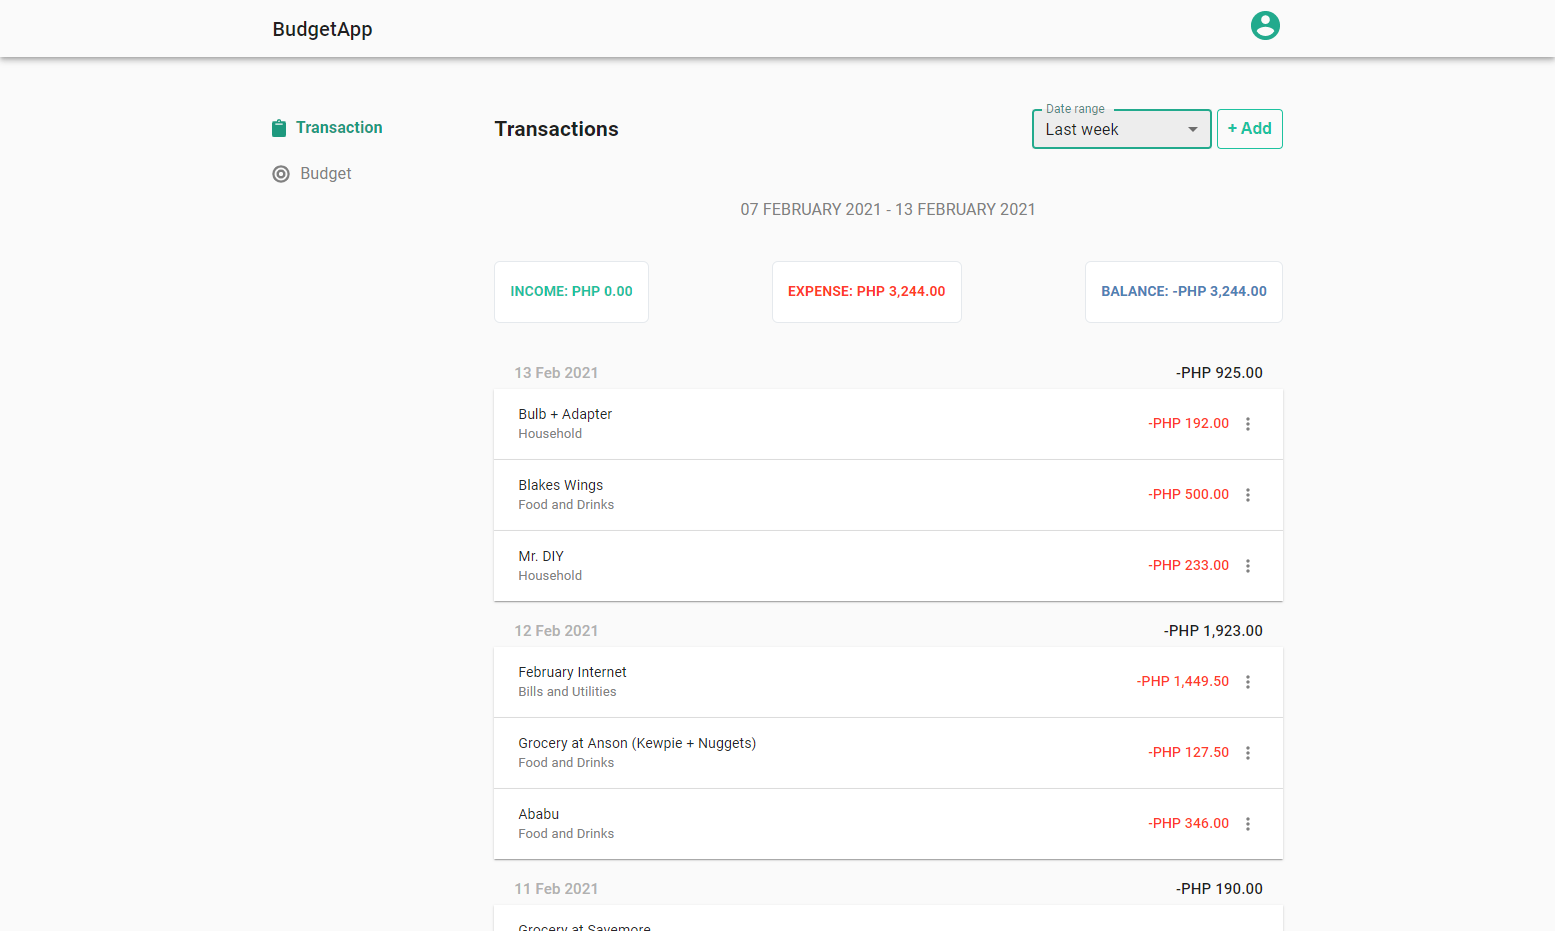 BudgetApp
Transaction
Budget
Transactions
Date range
Last week
+ Add
07 FEBRUARY 2021 - 13 FEBRUARY 2021
INCOME: PHP 0.00
EXPENSE: PHP 3,244.00
BALANCE: -PHP 3,244.00
13 Feb 2021 -PHP 925.00
Bulb + Adapter
Household
-PHP 192.00
Blakes Wings
Food and Drinks
-PHP 500.00
Mr. DIY
Household
-PHP 233.00
12 Feb 2021 -PHP 1,923.00
February Internet
Bills and Utilities
-PHP 1,449.50
Grocery at Anson (Kewpie + Nuggets)
Food and Drinks
-PHP 127.50
Ababu
Food and Drinks
-PHP 346.00
11 Feb 2021 -PHP 190.00
Grocery at Savemore